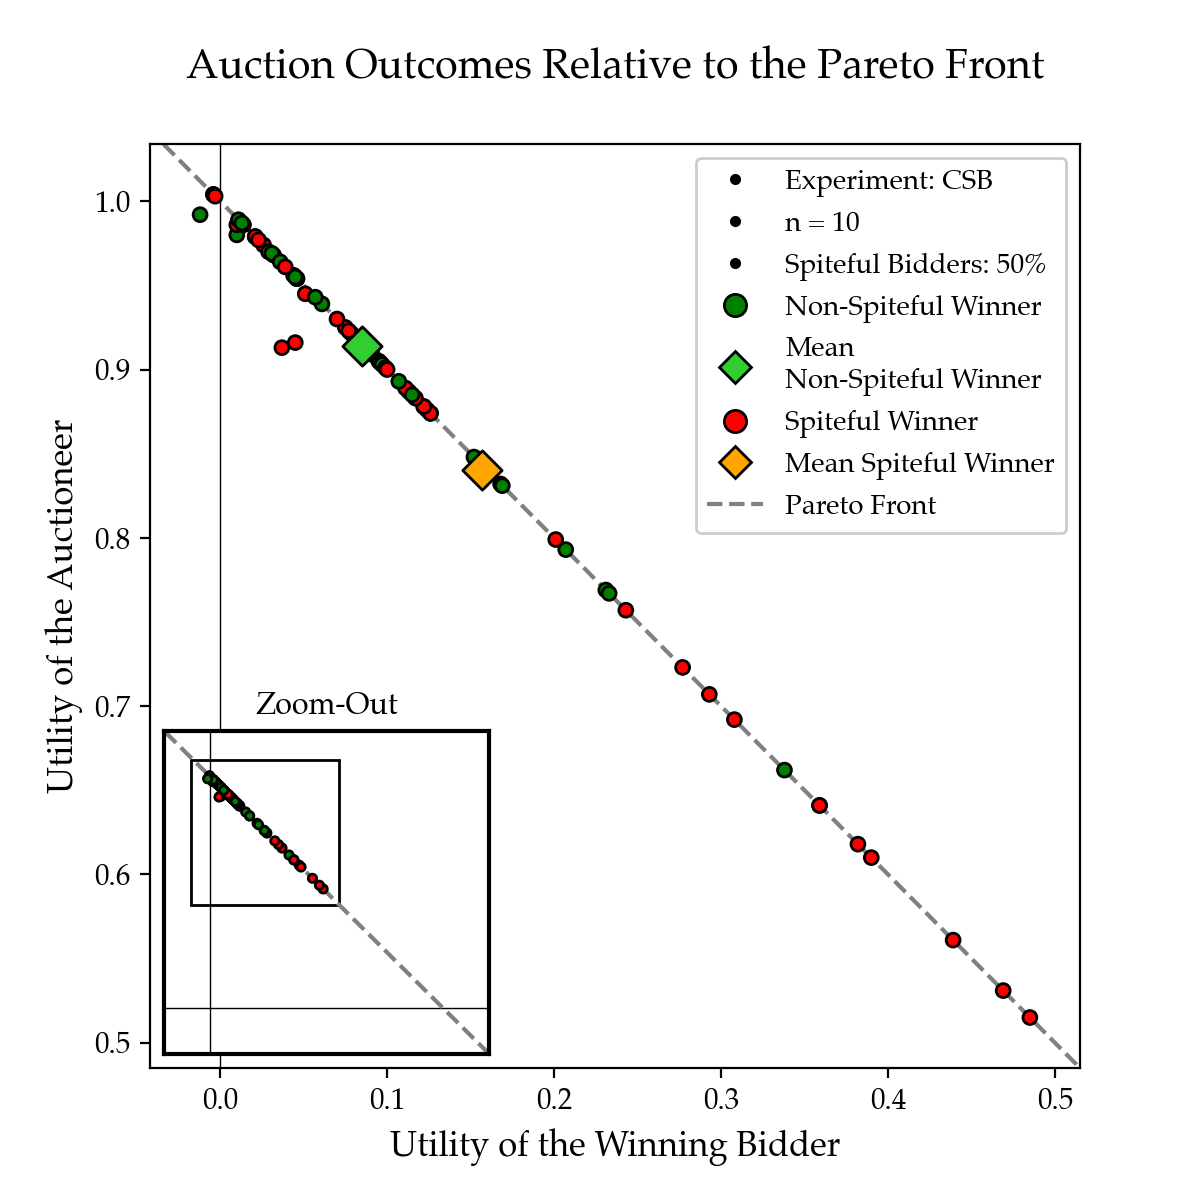 Auction Outcomes Relative to the Pareto Front
Experiment: CSB
n = 10
Spiteful Bidders: 50%
Non-Spiteful Winner
Mean
Non-Spiteful Winner
Spiteful Winner
Mean Spiteful Winner
Pareto Front
Utility of the Auctioneer
1.0
0.9
0.8
0.7
0.6
0.5
Zoom-Out
0.0
0.1
0.2
0.3
0.4
0.5
Utility of the Winning Bidder